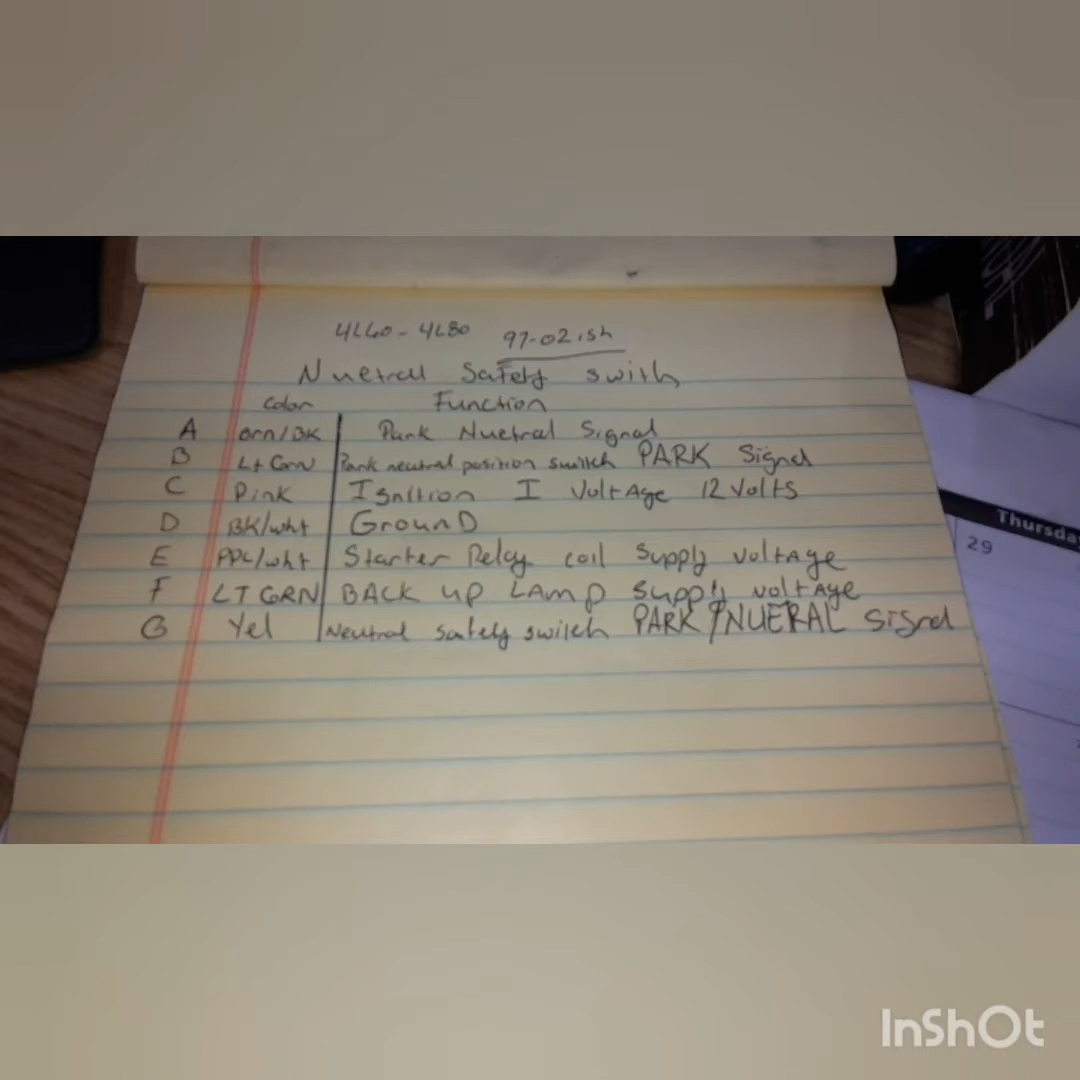 4L60 - 4L80 97-02ish
Nuetrall Safety swith
Color Function
A orn/BK Park Nuetral Signal
B Lt Grn Park neutral position switch PARK Signal
C Pink Ignition I Voltage 12 Volts
D BK/wht GrounD
E PPL/wht Starter Relay coil supply voltage
F LT GRN BACK up LAmp supply voltAge
G Yel Neutral safety switch PARK/NUERAL Signal
Thursda
29
InShOt